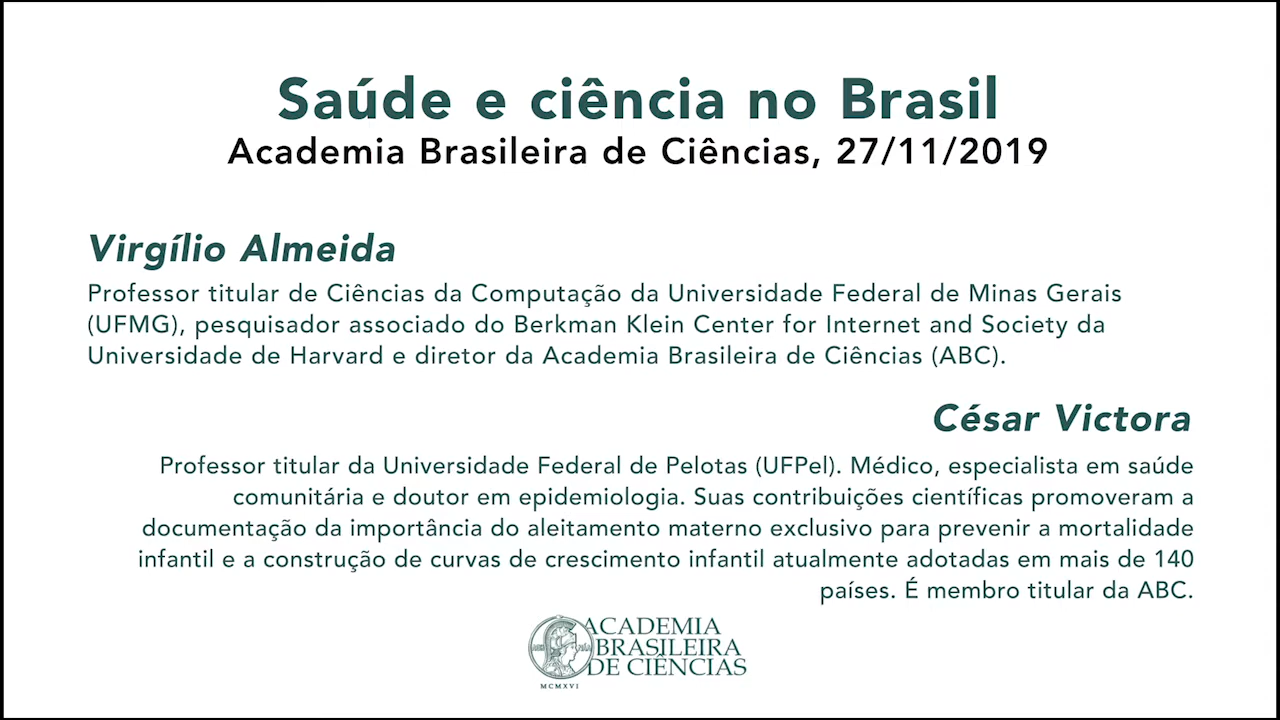 Saúde e ciência no Brasil
Academia Brasileira de Ciências, 27/11/2019
Virgílio Almeida
Professor titular de Ciências da Computação da Universidade Federal de Minas Gerais
(UFMG), pesquisador associado do Berkman Klein Center for Internet and Society da
Universidade de Harvard e diretor da Academia Brasileira de Ciências (ABC).
César Victora
Professor titular da Universidade Federal de Pelotas (UFPel). Médico, especialista em saúde
comunitária e doutor em epidemiologia. Suas contribuições científicas promoveram a
documentação da importância do aleitamento materno exclusivo para prevenir a mortalidade
infantil e a construção de curvas de crescimento infantil atualmente adotadas em mais de 140
países. É membro titular da ABC.
ACADEMIA
BRASILEIRA
DE CIÊNCIAS
MCMXVI